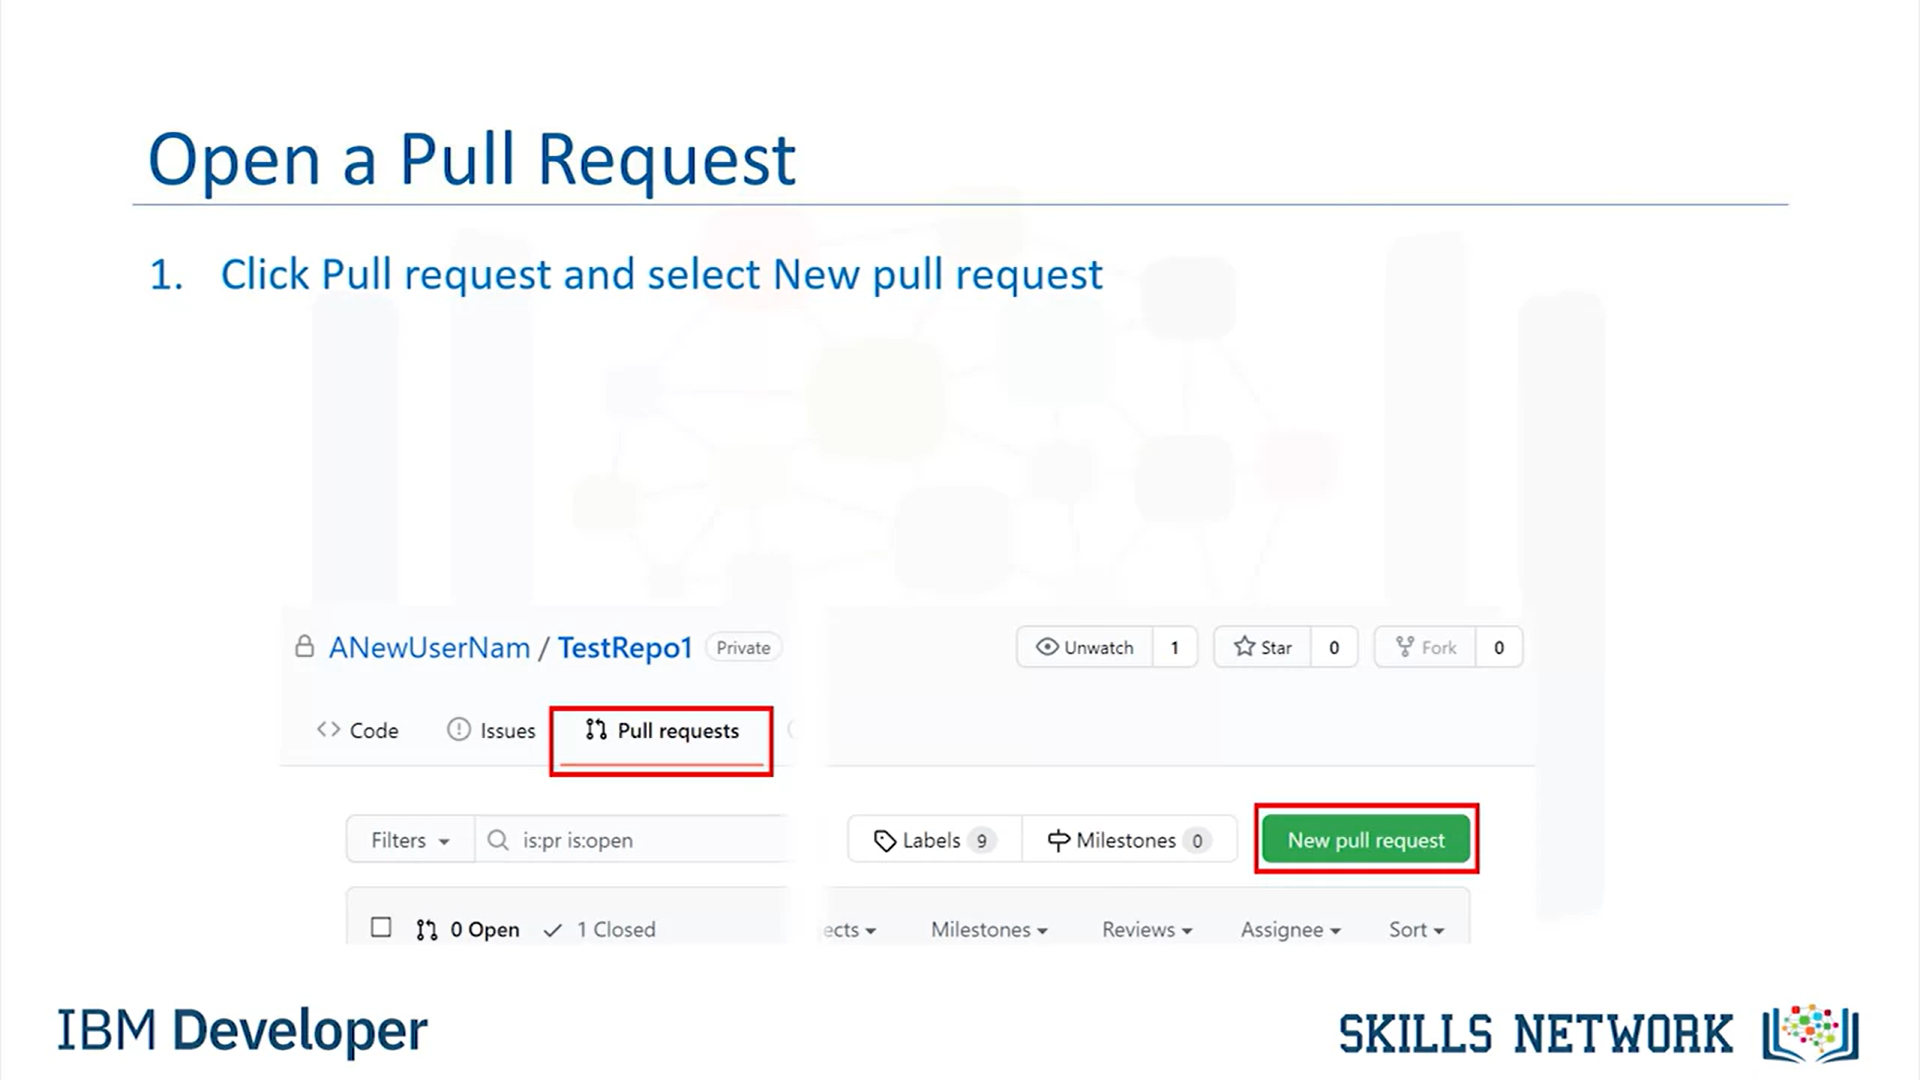 Open a Pull Request
1. Click Pull request and select New pull request
ANewUserNam / TestRepo1 Private
Unwatch 1 Star 0 Fork 0
Code Issues Pull requests
Filters is:pr is:open Labels 9 Milestones 0 New pull request
0 Open 1 Closed ects Milestones Reviews Assignee Sort
IBM Developer
SKILLS NETWORK